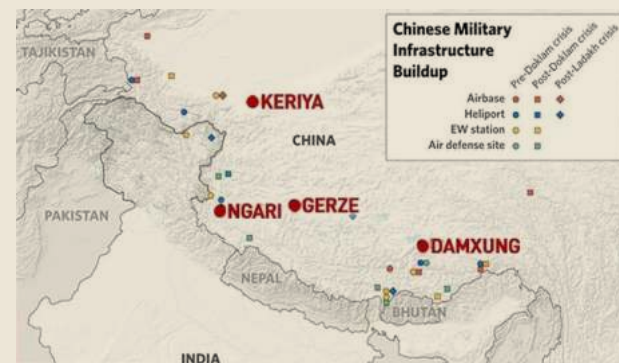 Chinese Military
Infrastructure
Buildup
Pre-Doklam crisis
Post-Doklam crisis
Post-Ladakh crisis
Airbase
Heliport
EW station
Air defense site
TAJIKISTAN
KERIYA
CHINA
PAKISTAN
NGARI
GERZE
DAMXUNG
NEPAL
BHUTAN
INDIA